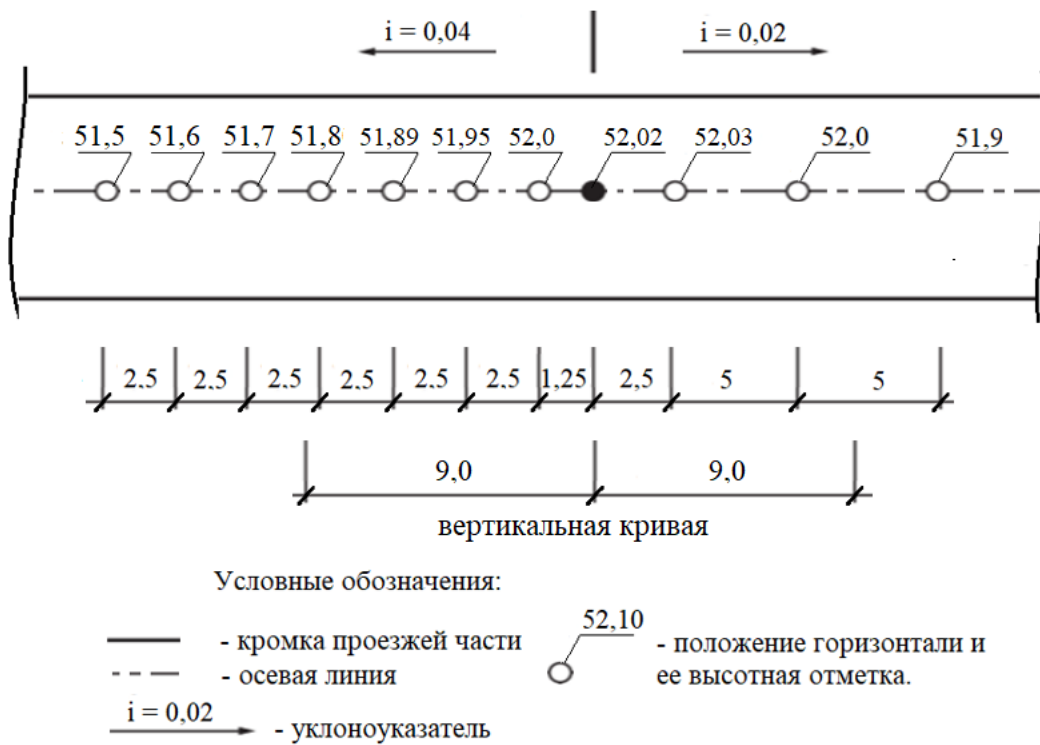 i = 0,04
i = 0,02
51,5 51,6 51,7 51,8 51,89 51,95 52,0 52,02 52,03 52,0 51,9
2,5 2,5 2,5 2,5 2,5 2,5 1,25 2,5 5 5
9,0 9,0
вертикальная кривая
Условные обозначения:
- кромка проезжей части
- осевая линия
i = 0,02
- уклоноуказатель
52,10
- положение горизонтали и
ее высотная отметка.